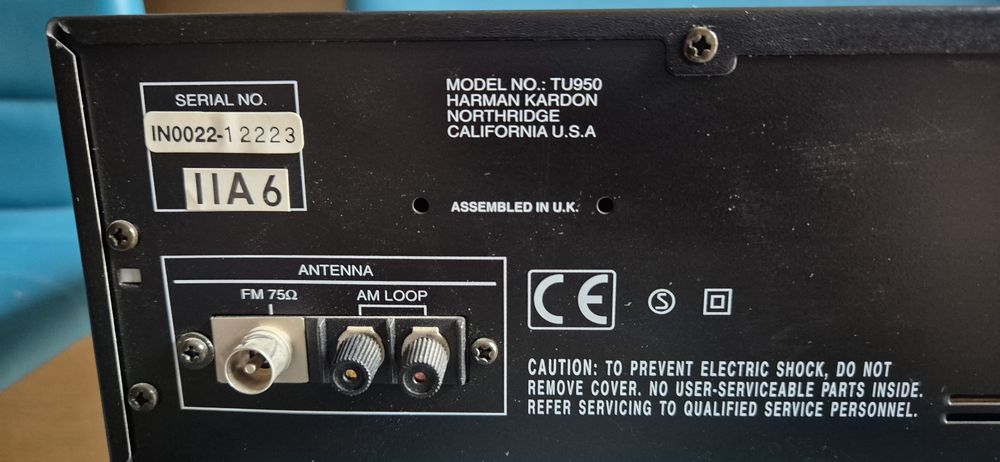 SERIAL NO.
IN0022-12223
IIA6
MODEL NO.: TU950
HARMAN KARDON
NORTHRIDGE
CALIFORNIA U.S.A
ASSEMBLED IN U.K.
ANTENNA
FM 75Ω
AM LOOP
CE
S
CAUTION: TO PREVENT ELECTRIC SHOCK, DO NOT
REMOVE COVER. NO USER-SERVICEABLE PARTS INSIDE.
REFER SERVICING TO QUALIFIED SERVICE PERSONNEL.